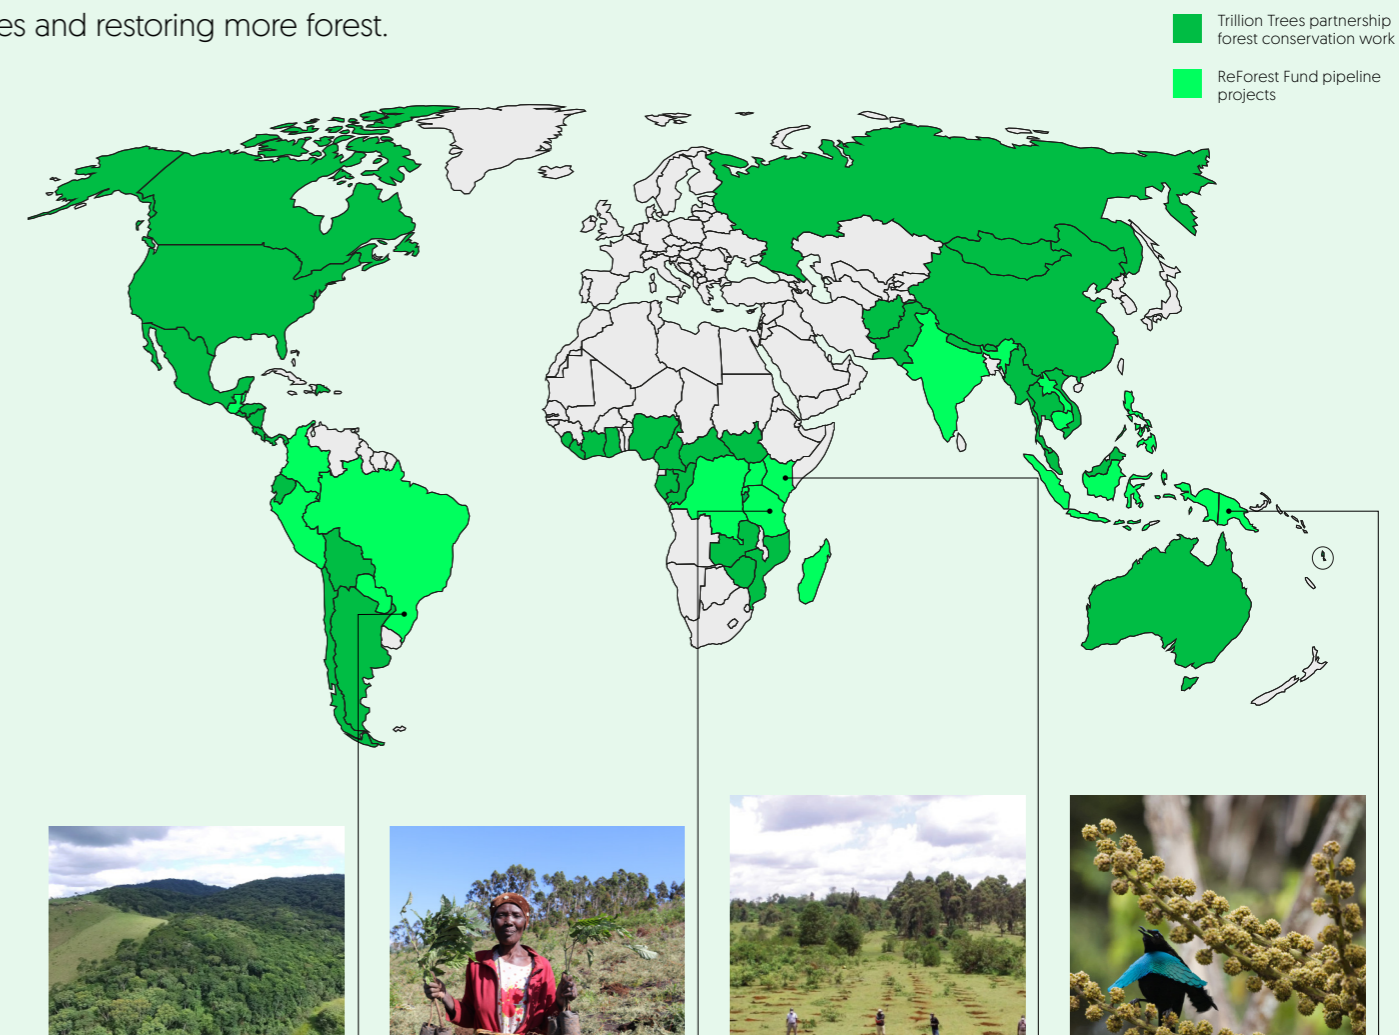 es and restoring more forest.
Trillion Trees partnership
forest conservation work
ReForest Fund pipeline
projects